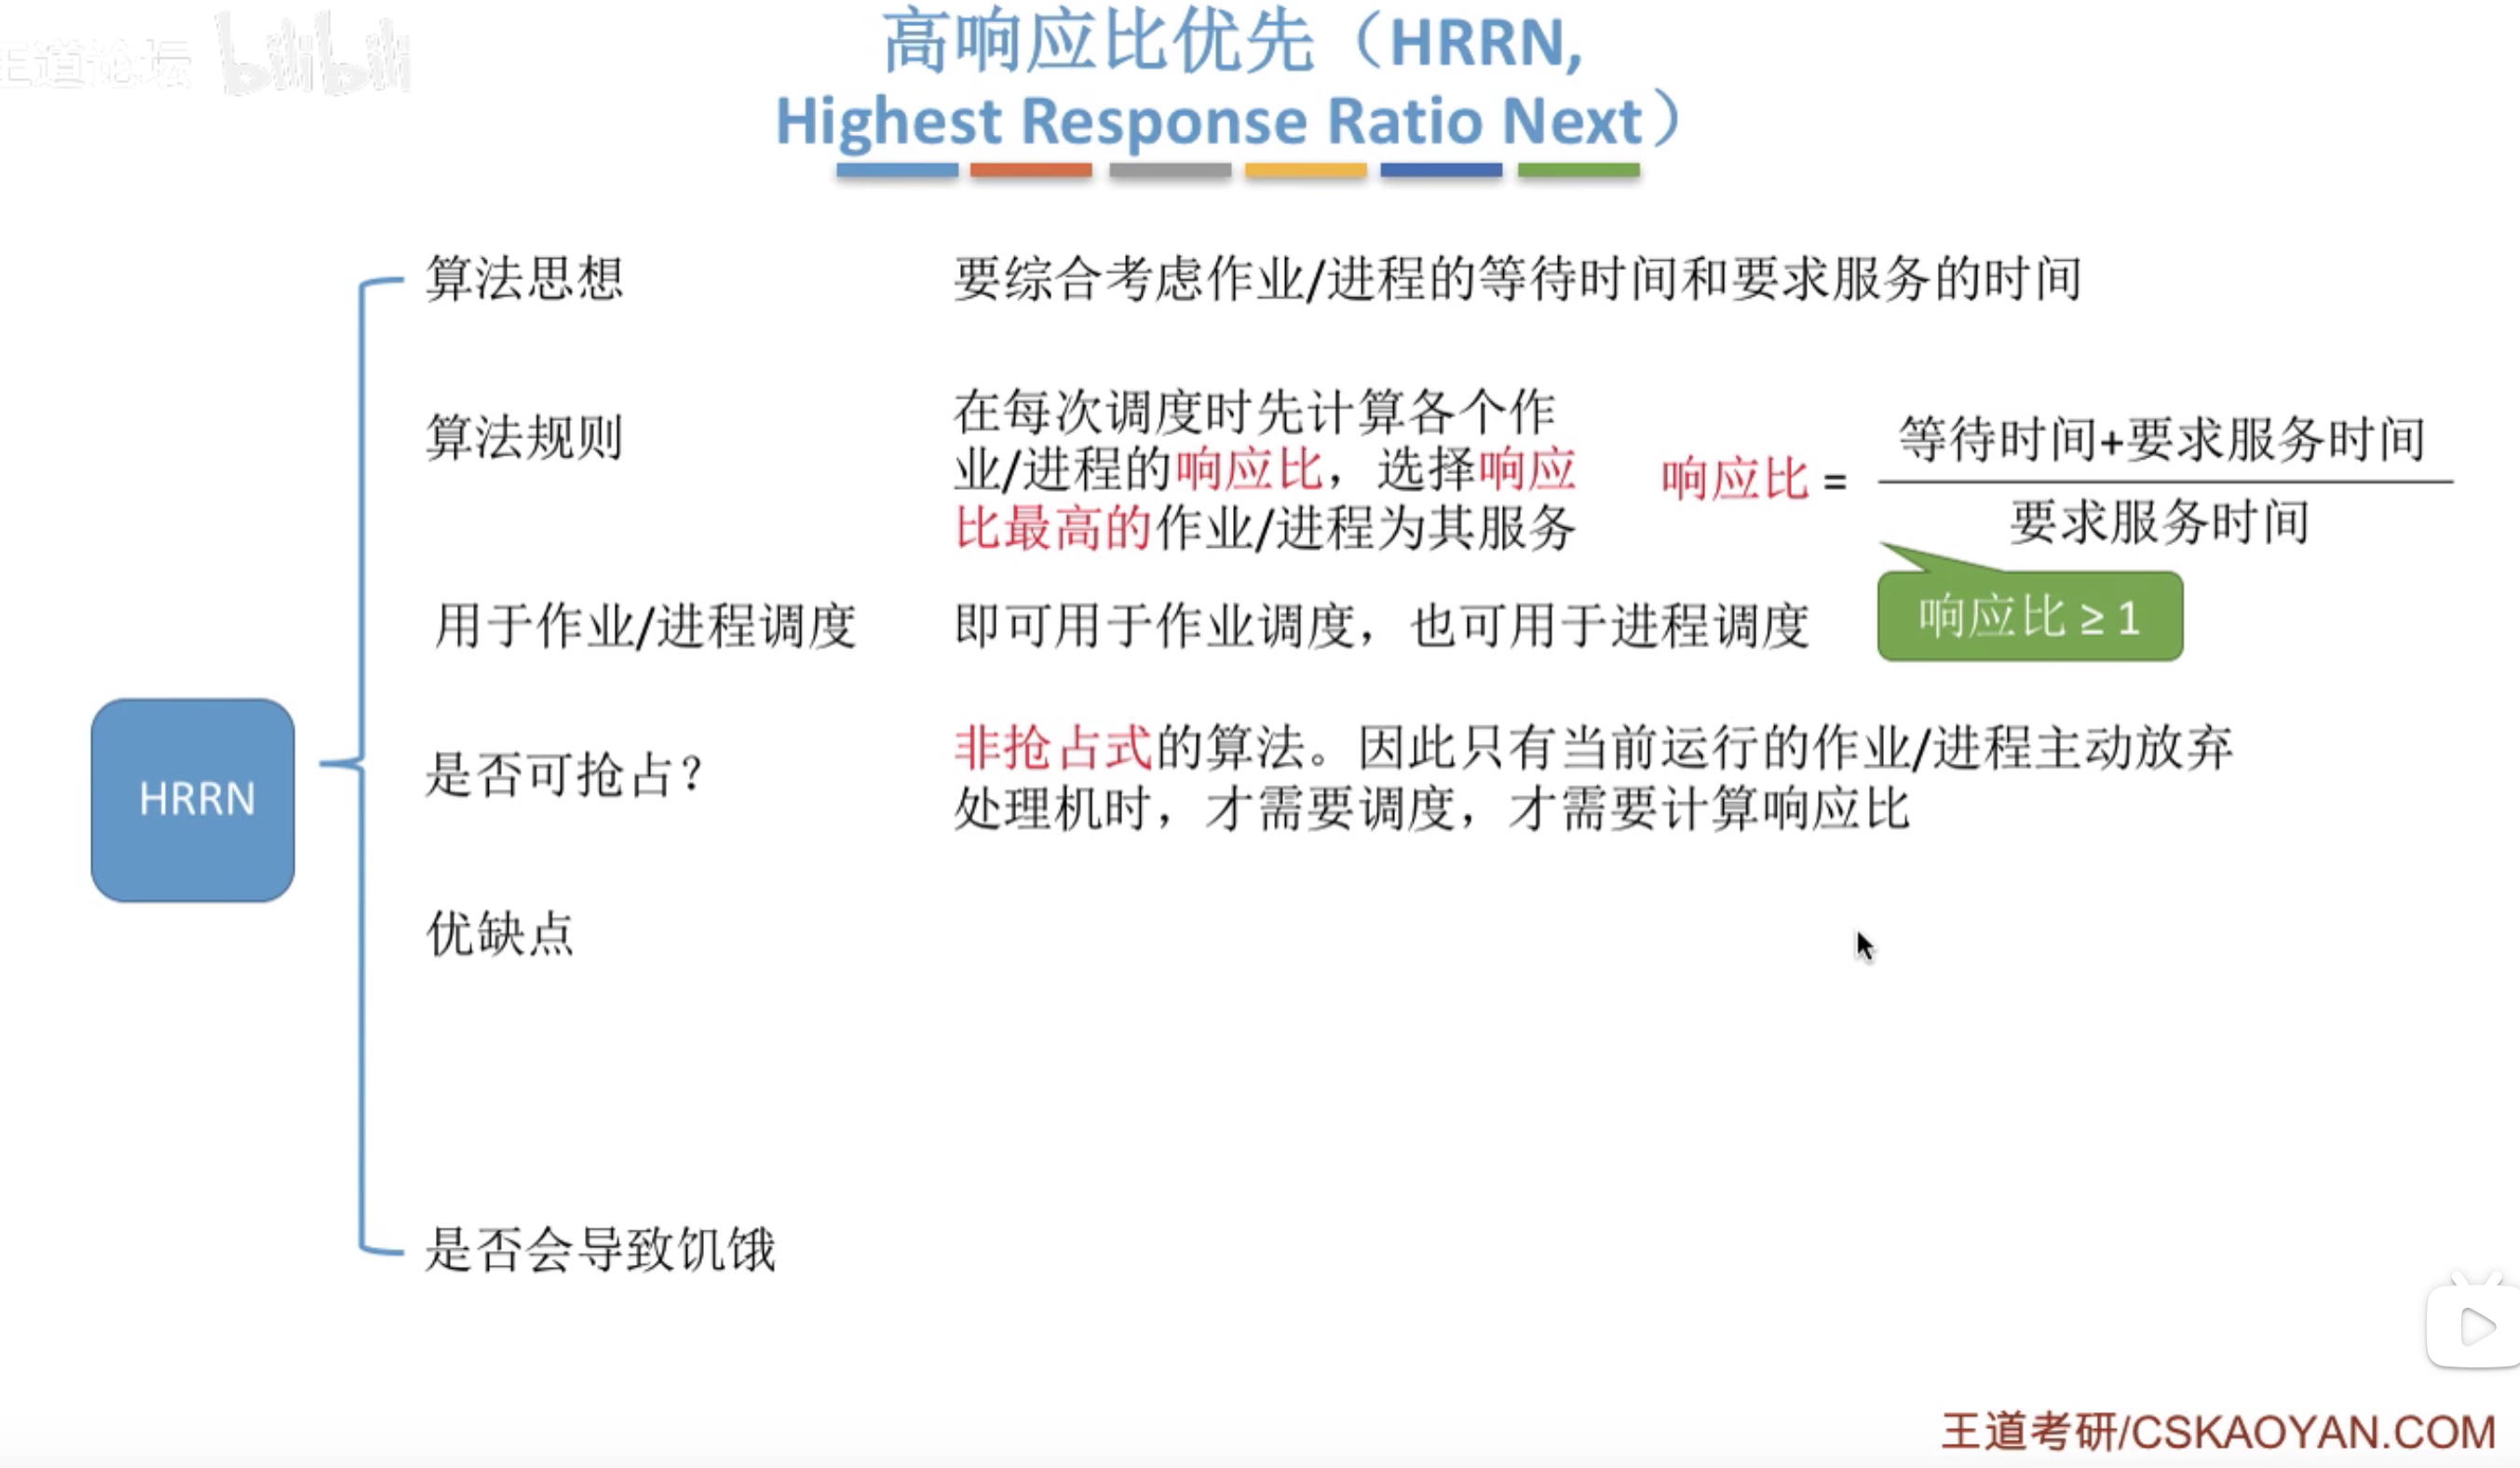 王道论坛 bilibili
高响应比优先（HRRN,
Highest Response Ratio Next）
算法思想
要综合考虑作业/进程的等待时间和要求服务的时间
算法规则
在每次调度时先计算各个作
业/进程的响应比，选择响应
比最高的作业/进程为其服务
响应比 =
等待时间+要求服务时间
要求服务时间
响应比 ≥ 1
用于作业/进程调度
即可用于作业调度，也可用于进程调度
HRRN
是否可抢占？
非抢占式的算法。因此只有当前运行的作业/进程主动放弃
处理机时，才需要调度，才需要计算响应比
优缺点
是否会导致饥饿
王道考研/CSKAOYAN.COM